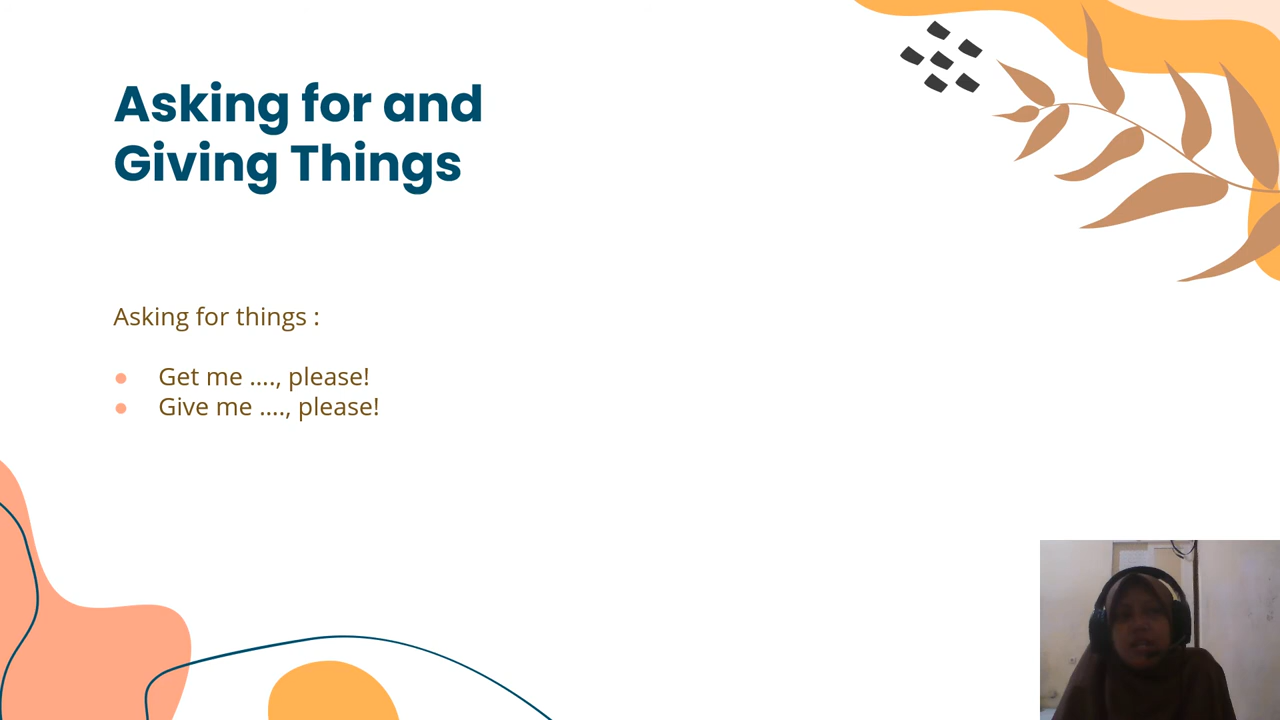 Asking for and
Giving Things
Asking for things :
Get me ...., please!
Give me ...., please!